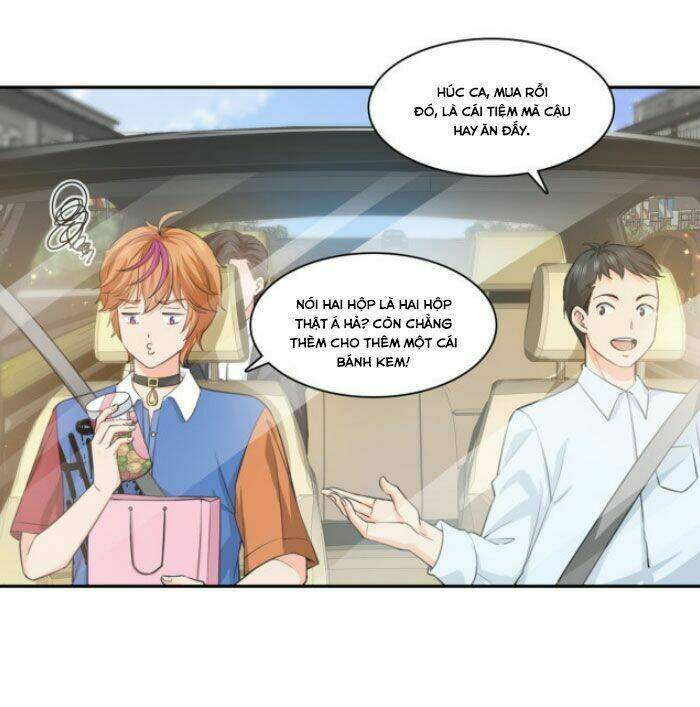 HÚC CA, MUA RỒI
ĐÓ, LÀ CÁI TIỆM MÀ CẬU
HAY ĂN ĐẤY.
NÓI HAI HỘP LÀ HAI HỘP
THẬT Á HẢ? CÒN CHẲNG
THÈM CHO THÊM MỘT CÁI
BÁNH KEM!